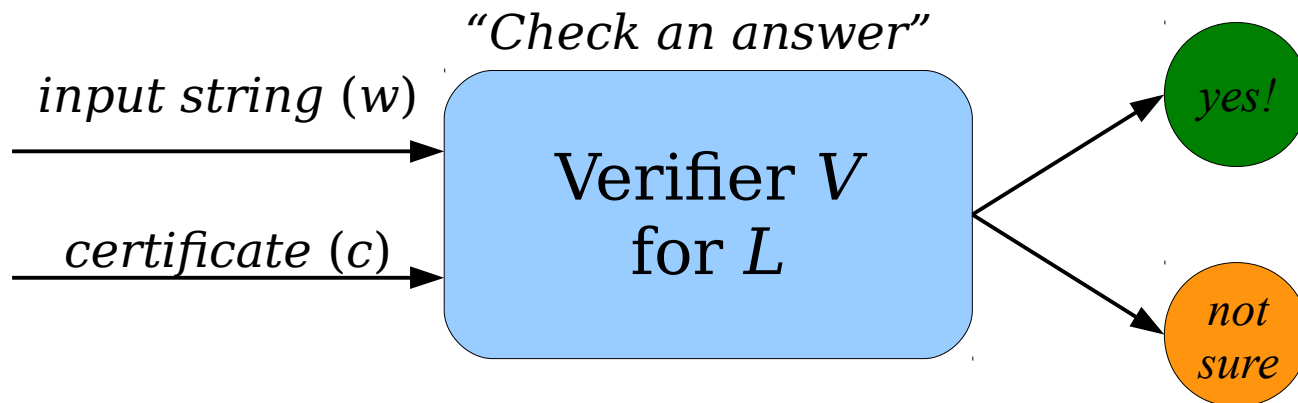 “Check an answer”
input string (w)
certificate (c)
Verifier V
for L
yes!
not
sure